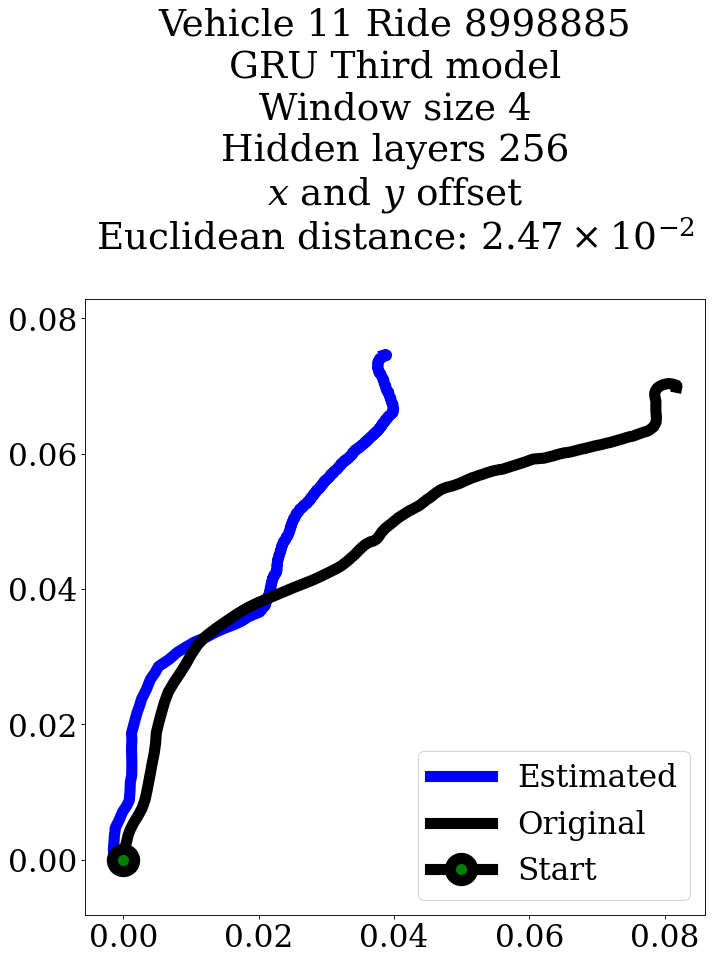 Vehicle 11 Ride 8998885
GRU Third model
Window size 4
Hidden layers 256
x and y offset
Euclidean distance: 2.47 × 10⁻²
0.08
0.06
0.04
0.02
0.00
Estimated
Original
Start
0.00 0.02 0.04 0.06 0.08